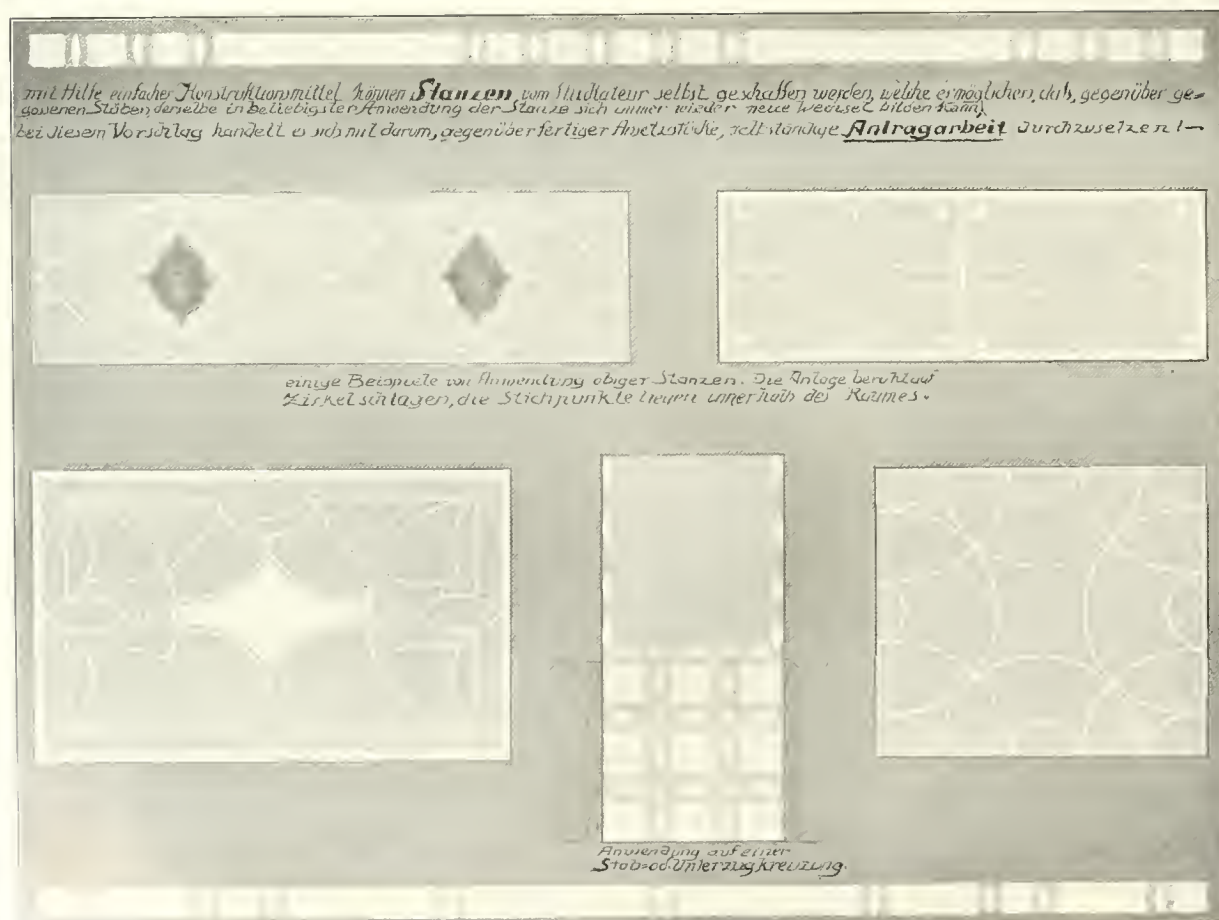 mit Hilfe einfacher Konstruktionsmittel können Stanzen vom Stuckateur selbst geschaffen werden, welche ermöglichen, daß, gegenüber ge=
gossenen Stäben, derselbe in beliebigster Anwendung der Stanze sich immer wieder neue Wechsel bilden kann,
bei diesem Vorschlag handelt es sich mit darum, gegenüber fertiger Ansetzstücke, selbständige Antragarbeit durchzusetzen!—
einige Beispiele von Anwendung obiger Stanzen. Die Anlage beruht auf
Zirkelschlagen, die Stichpunkte liegen innerhalb des Raumes.
Anwendung auf einer
Stab=od. Unterzugkreuzung.